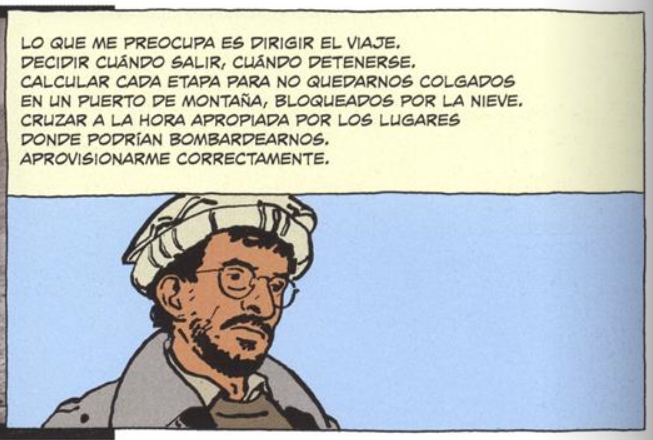 LO QUE ME PREOCUPA ES DIRIGIR EL VIAJE.
DECIDIR CUÁNDO SALIR, CUÁNDO DETENERSE.
CALCULAR CADA ETAPA PARA NO QUEDARNOS COLGADOS
EN UN PUERTO DE MONTAÑA, BLOQUEADOS POR LA NIEVE.
CRUZAR A LA HORA APROPIADA POR LOS LUGARES
DONDE PODRÍAN BOMBARDEARNOS.
APROVISIONARME CORRECTAMENTE.